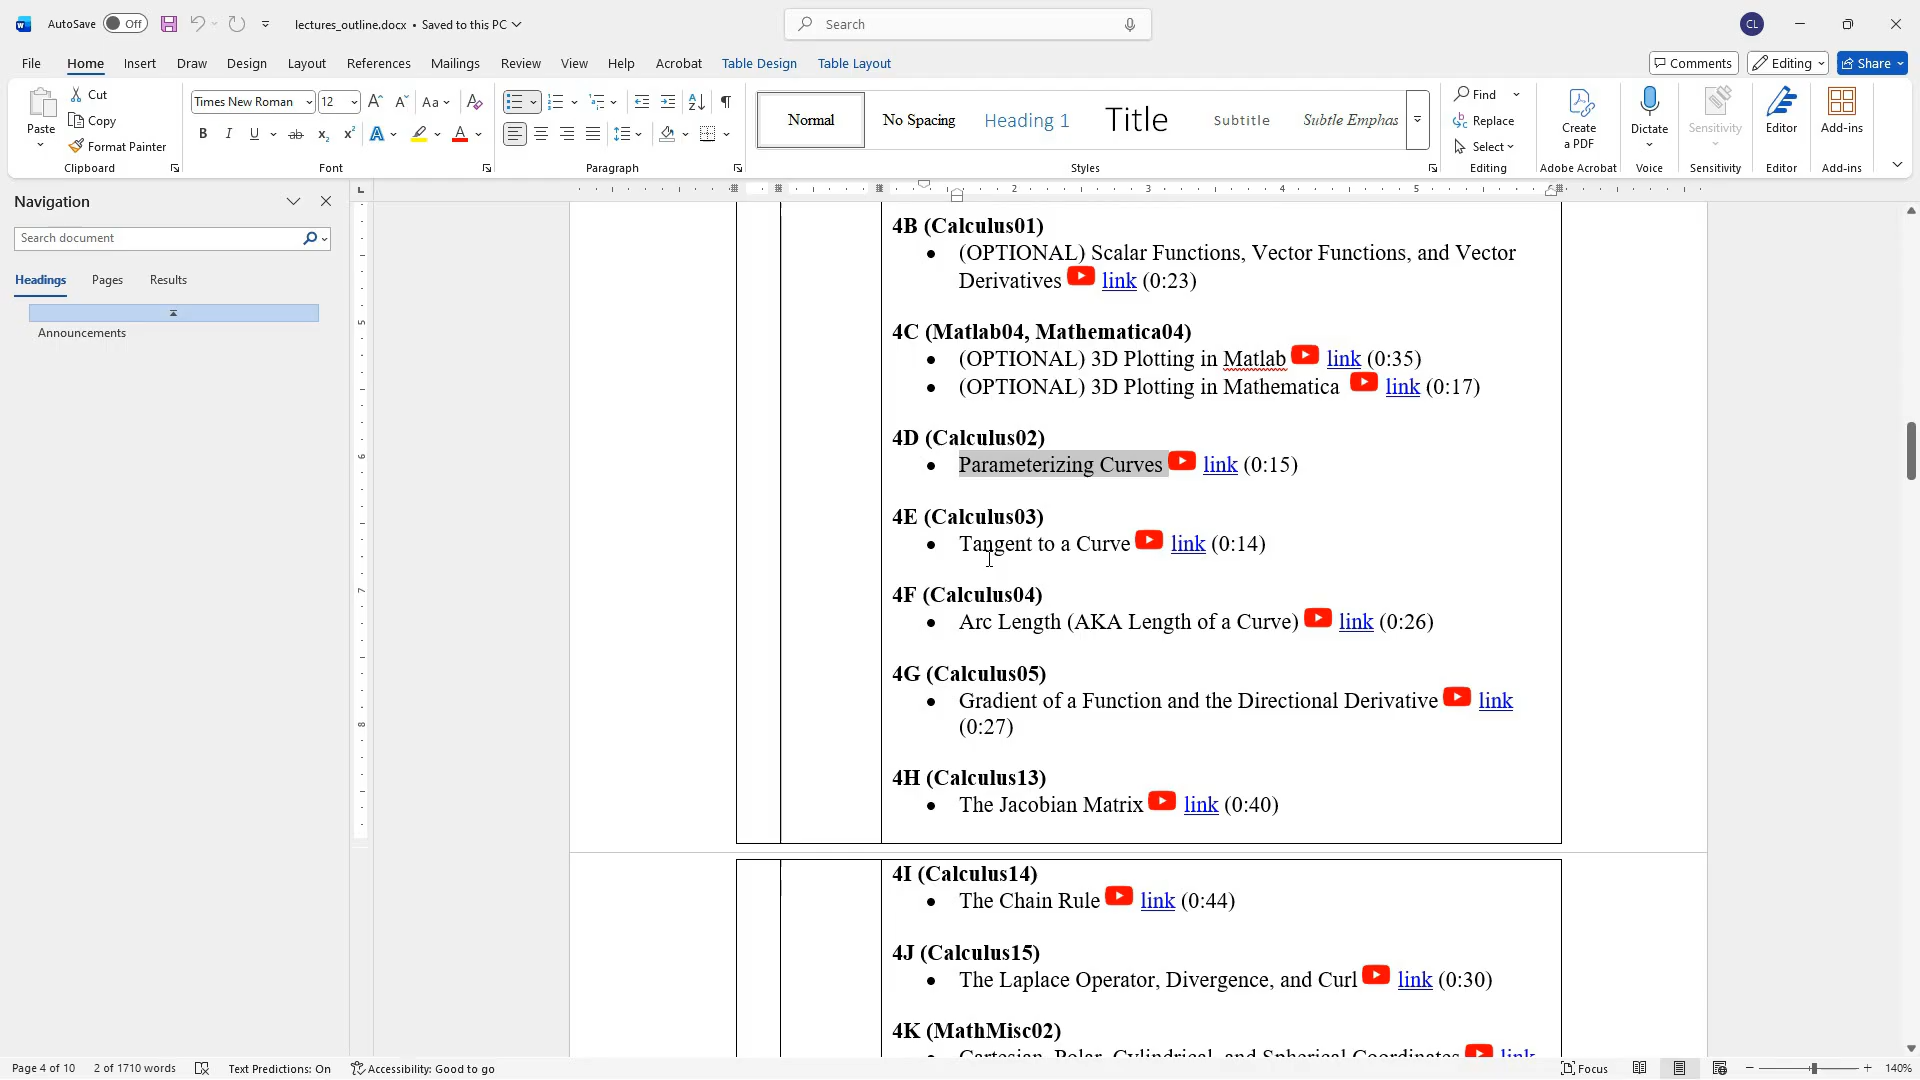 AutoSave Off lectures_outline.docx • Saved to this PC Search CL
File Home Insert Draw Design Layout References Mailings Review View Help Acrobat Table Design Table Layout Comments Editing Share
Paste Cut Copy Format Painter
Clipboard
Times New Roman 12
Font
Paragraph
Normal No Spacing Heading 1 Title Subtitle Subtle Emphas
Styles
Find Replace Select
Editing
Create a PDF
Adobe Acrobat
Dictate
Voice
Sensitivity
Sensitivity
Editor
Editor
Add-ins
Add-ins
Navigation
Search document
Headings Pages Results
Announcements
4B (Calculus01)
• (OPTIONAL) Scalar Functions, Vector Functions, and Vector
Derivatives link (0:23)
4C (Matlab04, Mathematica04)
• (OPTIONAL) 3D Plotting in Matlab link (0:35)
• (OPTIONAL) 3D Plotting in Mathematica link (0:17)
4D (Calculus02)
• Parameterizing Curves link (0:15)
4E (Calculus03)
• Tangent to a Curve link (0:14)
4F (Calculus04)
• Arc Length (AKA Length of a Curve) link (0:26)
4G (Calculus05)
• Gradient of a Function and the Directional Derivative link
(0:27)
4H (Calculus13)
• The Jacobian Matrix link (0:40)
4I (Calculus14)
• The Chain Rule link (0:44)
4J (Calculus15)
• The Laplace Operator, Divergence, and Curl link (0:30)
4K (MathMisc02)
• Cartesian, Polar, Cylindrical, and Spherical Coordinates link
Page 4 of 10 2 of 1710 words Text Predictions: On Accessibility: Good to go Focus 140%